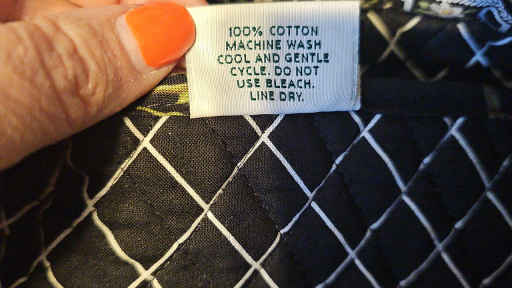 100% COTTON
MACHINE WASH
COOL AND GENTLE
CYCLE. DO NOT
USE BLEACH.
LINE DRY.